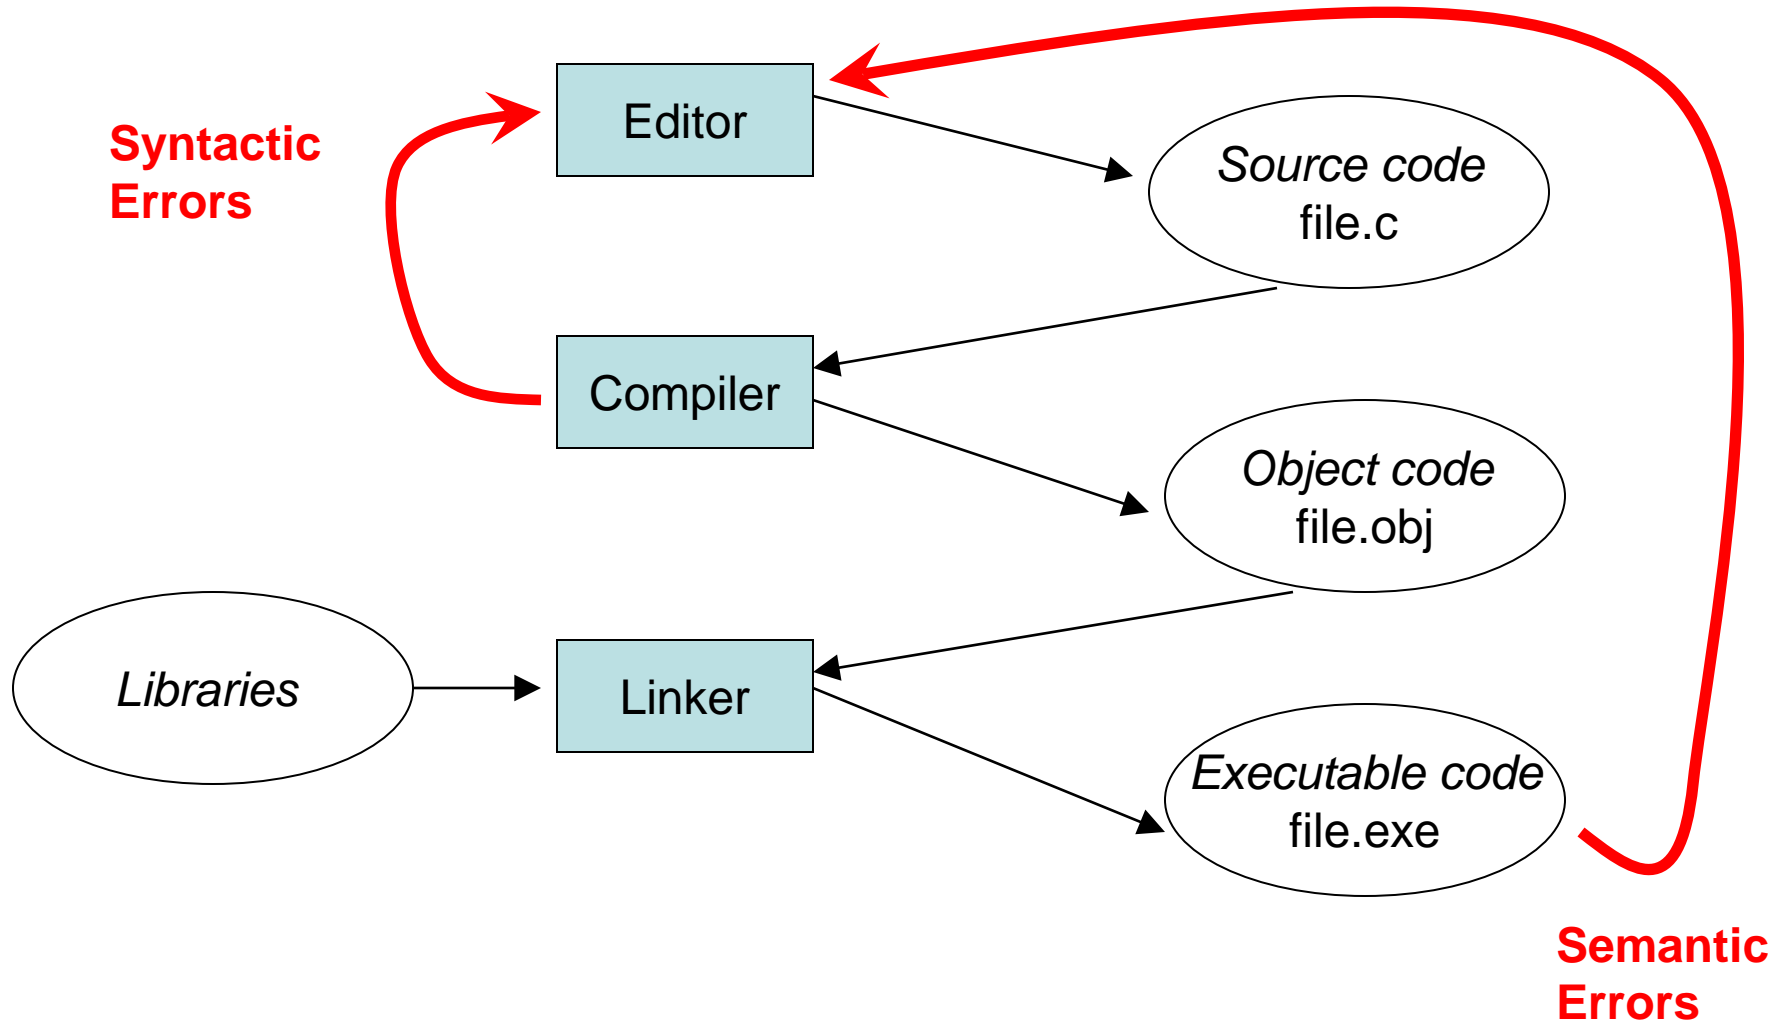 Editor
Syntactic
Errors
Source code
file.c
Compiler
Object code
file.obj
Libraries
Linker
Executable code
file.exe
Semantic
Errors